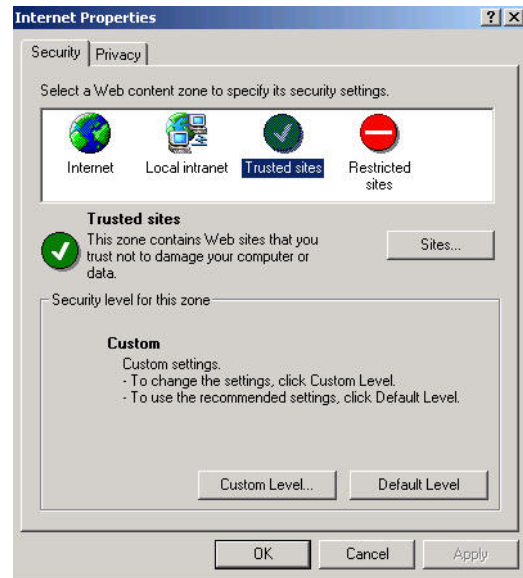 Internet Properties
Security Privacy
Select a Web content zone to specify its security settings.
Internet Local intranet Trusted sites Restricted
sites
Trusted sites
This zone contains Web sites that you
trust not to damage your computer or
data.
Sites...
Security level for this zone
Custom
Custom settings.
- To change the settings, click Custom Level.
- To use the recommended settings, click Default Level.
Custom Level... Default Level
OK Cancel Apply